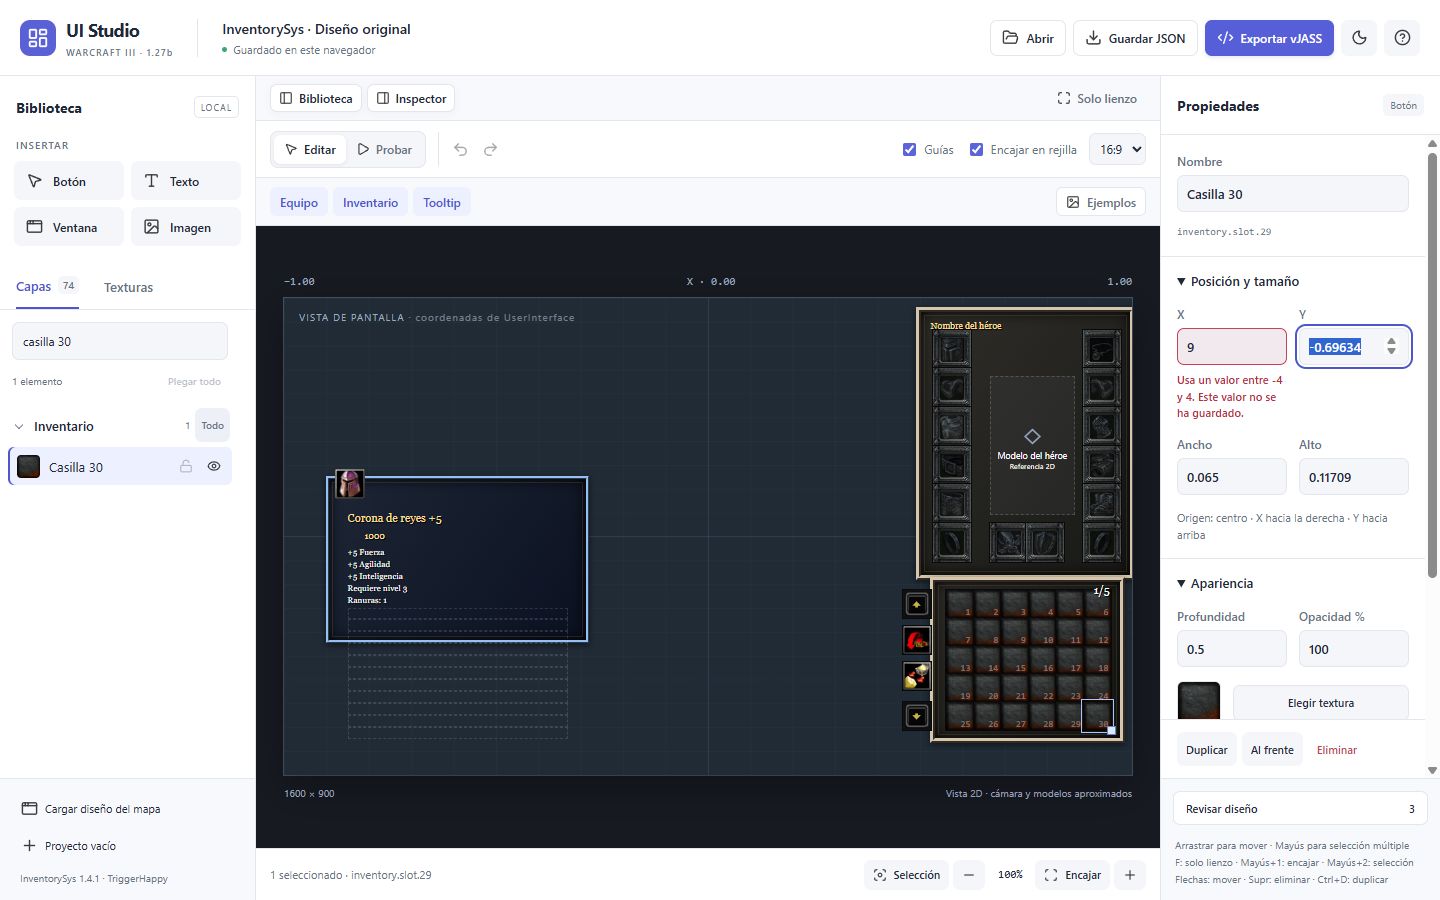 UI Studio
WARCRAFT III · 1.27b
InventorySys · Diseño original
Guardado en este navegador
Abrir
Guardar JSON
Exportar vJASS
Biblioteca
LOCAL
INSERTAR
Botón
Texto
Ventana
Imagen
Capas 74
Texturas
casilla 30
1 elemento
Plegar todo
Inventario
1
Todo
Casilla 30
Cargar diseño del mapa
Proyecto vacío
InventorySys 1.4.1 · TriggerHappy
Biblioteca
Inspector
Solo lienzo
Editar
Probar
Guías
Encajar en rejilla
16:9
Equipo
Inventario
Tooltip
Ejemplos
-1.00
X · 0.00
1.00
VISTA DE PANTALLA · coordenadas de UserInterface
Nombre del héroe
Modelo del héroe
Referencia 2D
Corona de reyes +5
1000
+5 Fuerza
+5 Agilidad
+5 Inteligencia
Requiere nivel 3
Ranuras: 1
1/5
1 2 3 4 5 6
7 8 9 10 11 12
13 14 15 16 17 18
19 20 21 22 23 24
25 26 27 28 29 30
1600 × 900
Vista 2D · cámara y modelos aproximados
1 seleccionado · inventory.slot.29
Selección
100%
Encajar
Propiedades
Botón
Nombre
Casilla 30
inventory.slot.29
Posición y tamaño
X
Y
9
-0.69634
Usa un valor entre -4
y 4. Este valor no se
ha guardado.
Ancho
Alto
0.065
0.11709
Origen: centro · X hacia la derecha · Y hacia
arriba
Apariencia
Profundidad
Opacidad %
0.5
100
Elegir textura
Duplicar
Al frente
Eliminar
Revisar diseño
3
Arrastrar para mover · Mayús para selección múltiple
F: solo lienzo · Mayús+1: encajar · Mayús+2: selección
Flechas: mover · Supr: eliminar · Ctrl+D: duplicar